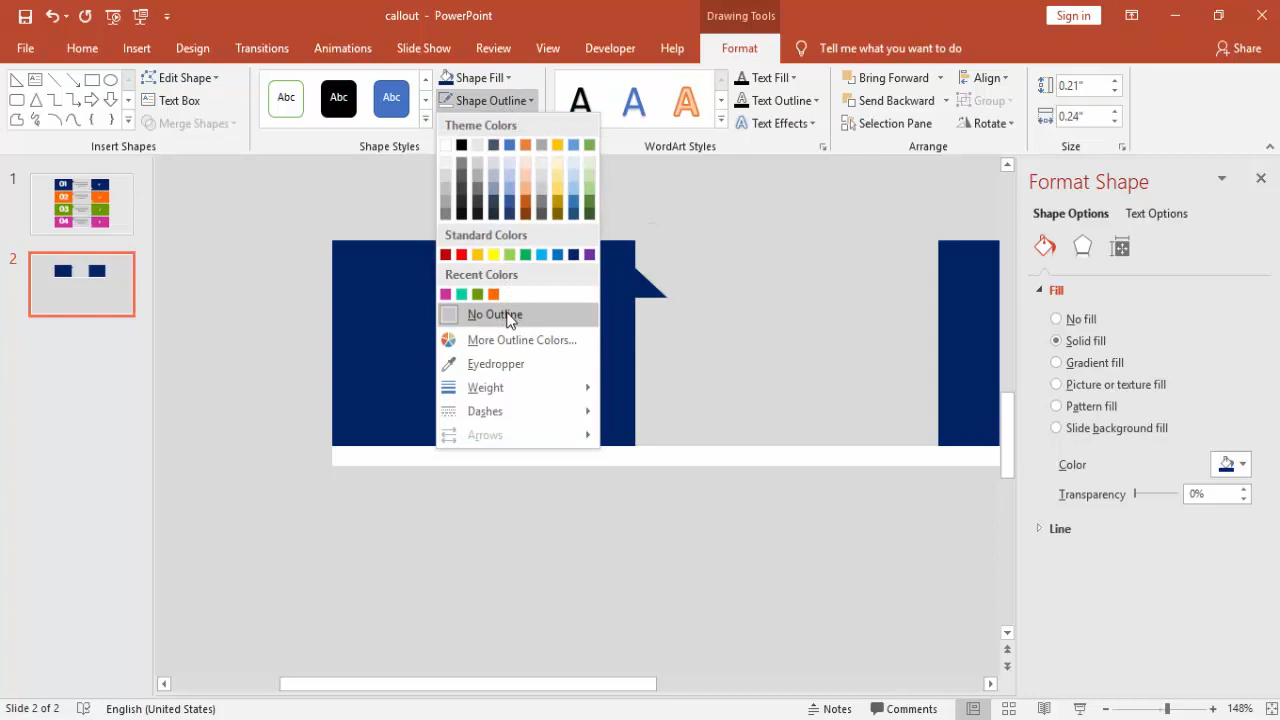 callout - PowerPoint
Drawing Tools
Sign in
File
Home
Insert
Design
Transitions
Animations
Slide Show
Review
View
Developer
Help
Format
Tell me what you want to do
Share
Edit Shape
Text Box
Merge Shapes
Insert Shapes
Abc
Abc
Abc
Shape Styles
Shape Fill
Shape Outline
A
A
A
WordArt Styles
Text Fill
Text Outline
Text Effects
Bring Forward
Send Backward
Selection Pane
Align
Group
Rotate
Arrange
0.21"
0.24"
Size
Theme Colors
Standard Colors
Recent Colors
No Outline
More Outline Colors...
Eyedropper
Weight
Dashes
Arrows
1
01
02
03
04
2
Format Shape
Shape Options
Text Options
Fill
No fill
Solid fill
Gradient fill
Picture or texture fill
Pattern fill
Slide background fill
Color
Transparency
0%
Line
Slide 2 of 2
English (United States)
Notes
Comments
148%